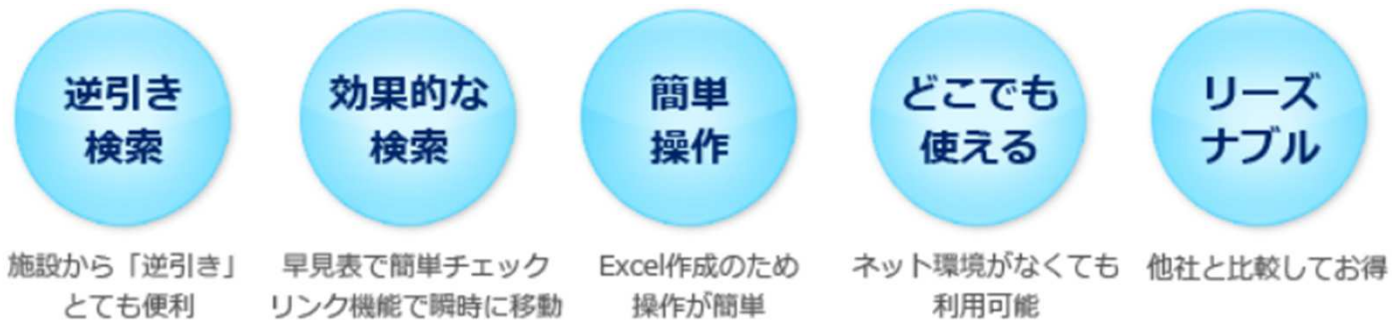 逆引き
検索
施設から「逆引き」
とても便利
効果的な
検索
早見表で簡単チェック
リンク機能で瞬時に移動
簡単
操作
Excel作成のため
操作が簡単
どこでも
使える
ネット環境がなくても
利用可能
リーズ
ナブル
他社と比較してお得